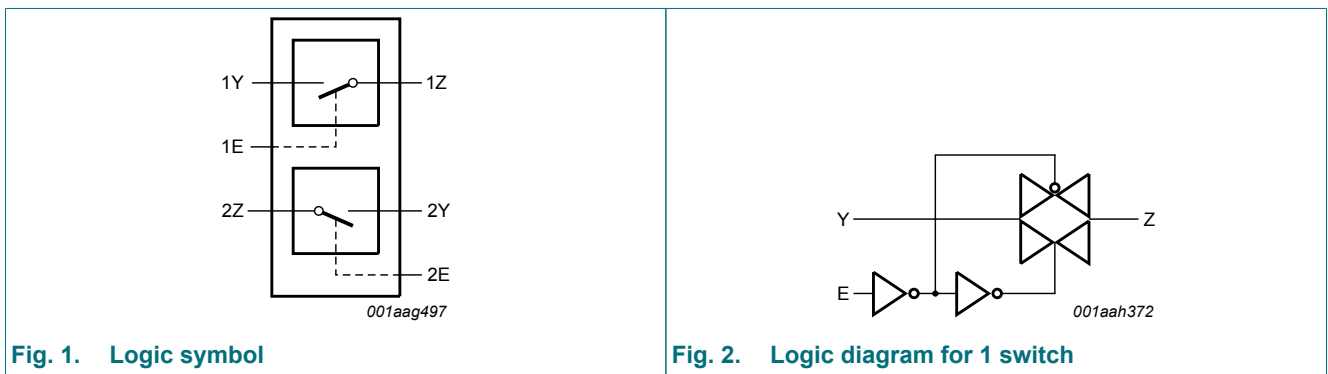 1Y
1Z
1E
2Z
2Y
2E
001aag497
Fig. 1. Logic symbol
Y
Z
E
001aah372
Fig. 2. Logic diagram for 1 switch